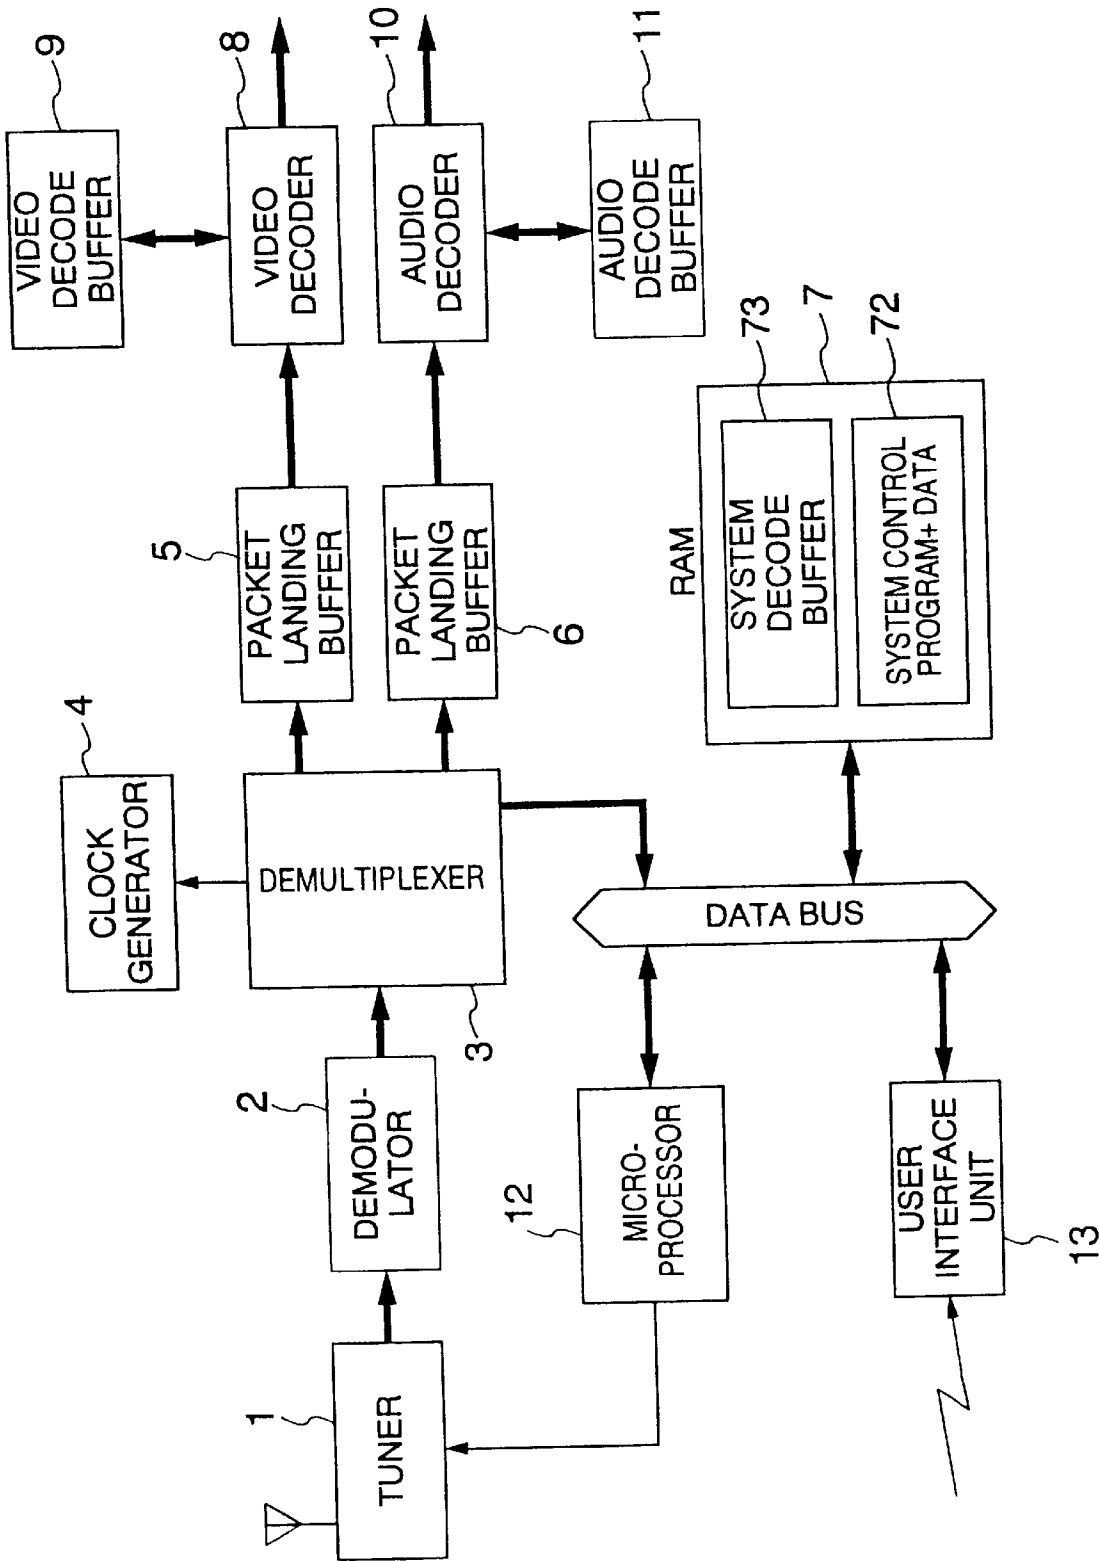 9
VIDEO
DECODE
BUFFER
4
CLOCK
GENERATOR
5
PACKET
LANDING
BUFFER
8
VIDEO
DECODER
1
TUNER
2
DEMODU-
LATOR
DEMULTIPLEXER
3
PACKET
LANDING
BUFFER
6
10
AUDIO
DECODER
11
AUDIO
DECODE
BUFFER
12
MICRO-
PROCESSOR
DATA BUS
RAM
7
SYSTEM
DECODE
BUFFER
73
SYSTEM CONTROL
PROGRAM+ DATA
72
USER
INTERFACE
UNIT
13